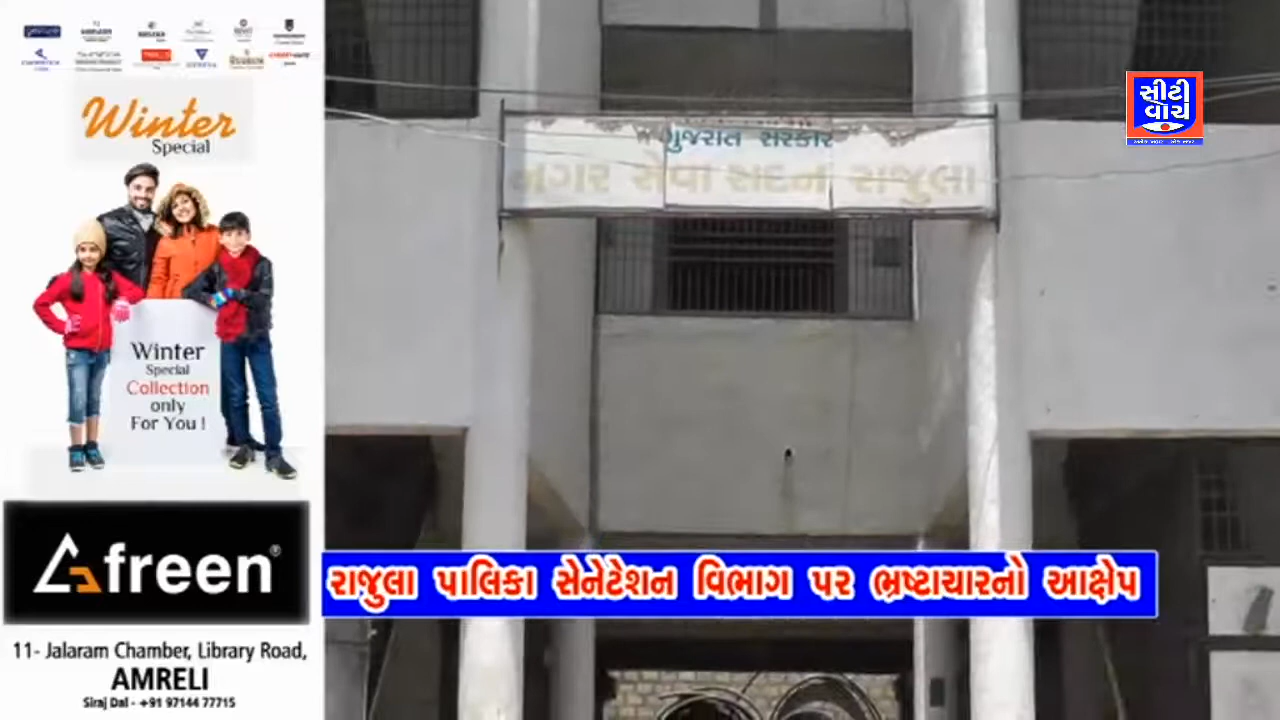 Winter
Special
Winter
Special
Collection
only
For You !
freen®
11- Jalaram Chamber, Library Road,
AMRELI
Siraj Dal - +91 97144 77715
ગુજરાત સરકાર
નગર સેવા સદન રાજુલા
સીટી
વોચ
રાજુલા પાલિકા સેનેટેશન વિભાગ પર ભ્રષ્ટાચારનો આક્ષેપ